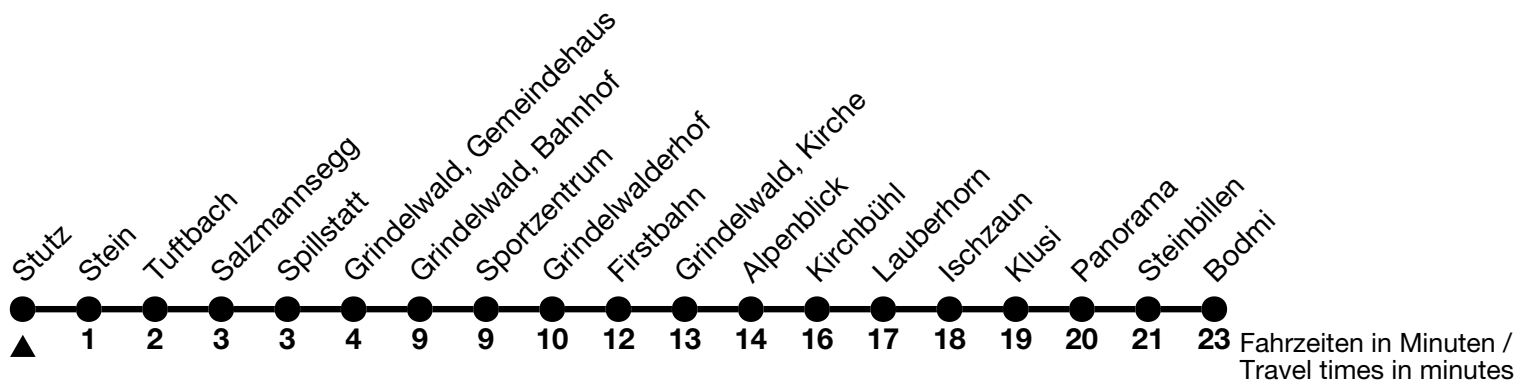 Stutz
Stein
Tuftbach
Salzmannsegg
Spillstatt
Grindelwald, Gemeindehaus
Grindelwald, Bahnhof
Sportzentrum
Grindelwalderhof
Firstbahn
Grindelwald, Kirche
Alpenblick
Kirchbühl
Lauberhorn
Ischzaun
Klusi
Panorama
Steinbillen
Bodmi
1 2 3 3 4 9 9 10 12 13 14 16 17 18 19 20 21 23
Fahrzeiten in Minuten /
Travel times in minutes